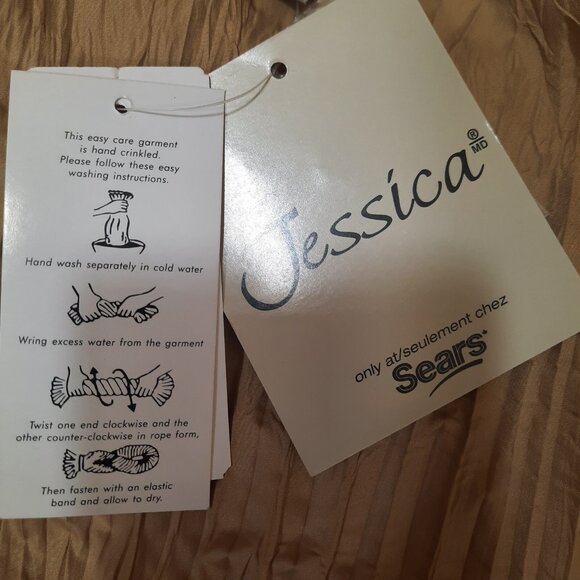 This easy care garment
is hand crinkled.
Please follow these easy
washing instructions.
Hand wash separately in cold water
Wring excess water from the garment
Twist one end clockwise and the
other counter-clockwise in rope form,
Then fasten with an elastic
band and allow to dry.
Jessica®
MD
only at/seulement chez
Sears*